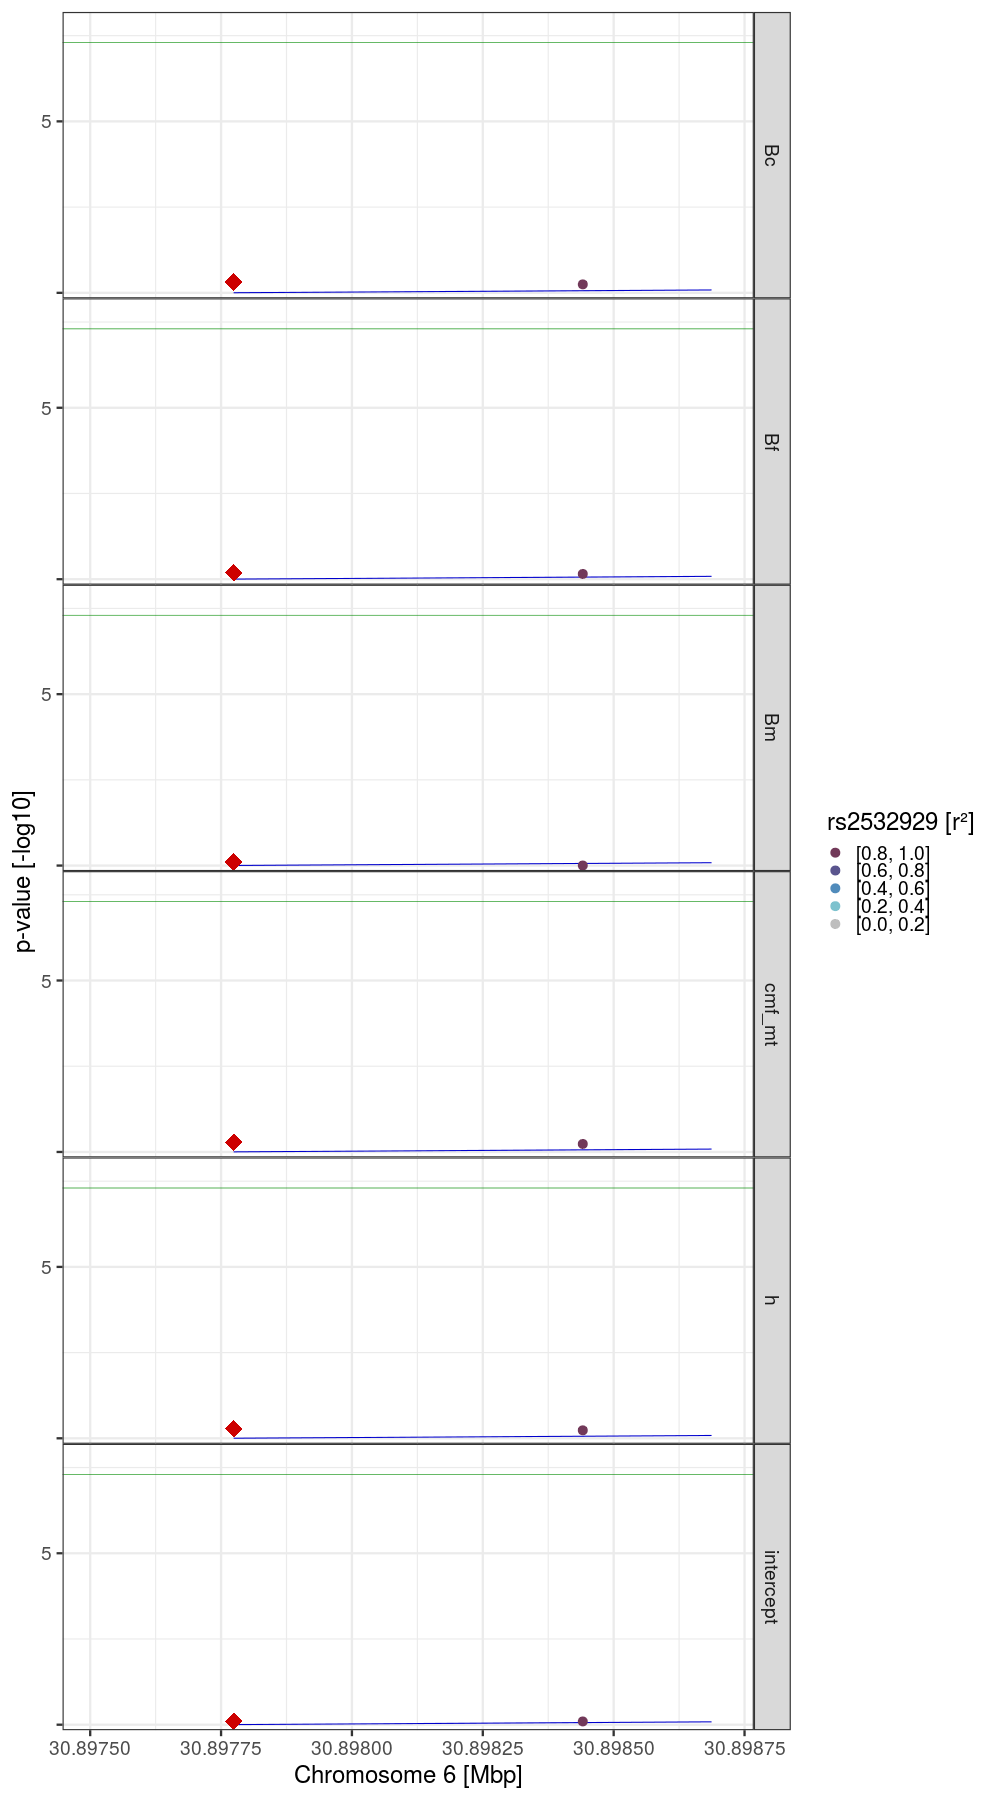 p-value [-log10]
5
Bc
5
Bf
5
Bm
5
cmf_mt
5
h
5
intercept
30.89750 30.89775 30.89800 30.89825 30.89850 30.89875
Chromosome 6 [Mbp]
rs2532929 [r²]
[0.8, 1.0]
[0.6, 0.8]
[0.4, 0.6]
[0.2, 0.4]
[0.0, 0.2]